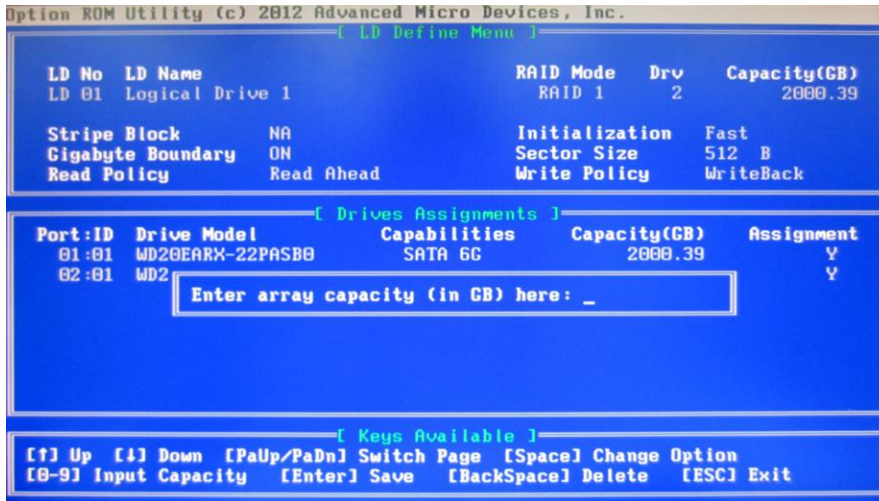 Option ROM Utility (c) 2012 Advanced Micro Devices, Inc.
[ LD Define Menu ]
LD No LD Name RAID Mode Drv Capacity(GB)
LD 01 Logical Drive 1 RAID 1 2 2000.39
Stripe Block NA Initialization Fast
Gigabyte Boundary ON Sector Size 512 B
Read Policy Read Ahead Write Policy WriteBack
[ Drives Assignments ]
Port:ID Drive Model Capabilities Capacity(GB) Assignment
01:01 WD20EARX-22PASB0 SATA 6G 2000.39 Y
02:01 WD2 Y
Enter array capacity (in GB) here: _
[ Keys Available ]
[↑] Up [↓] Down [PaUp/PaDn] Switch Page [Space] Change Option
[0-9] Input Capacity [Enter] Save [BackSpace] Delete [ESC] Exit